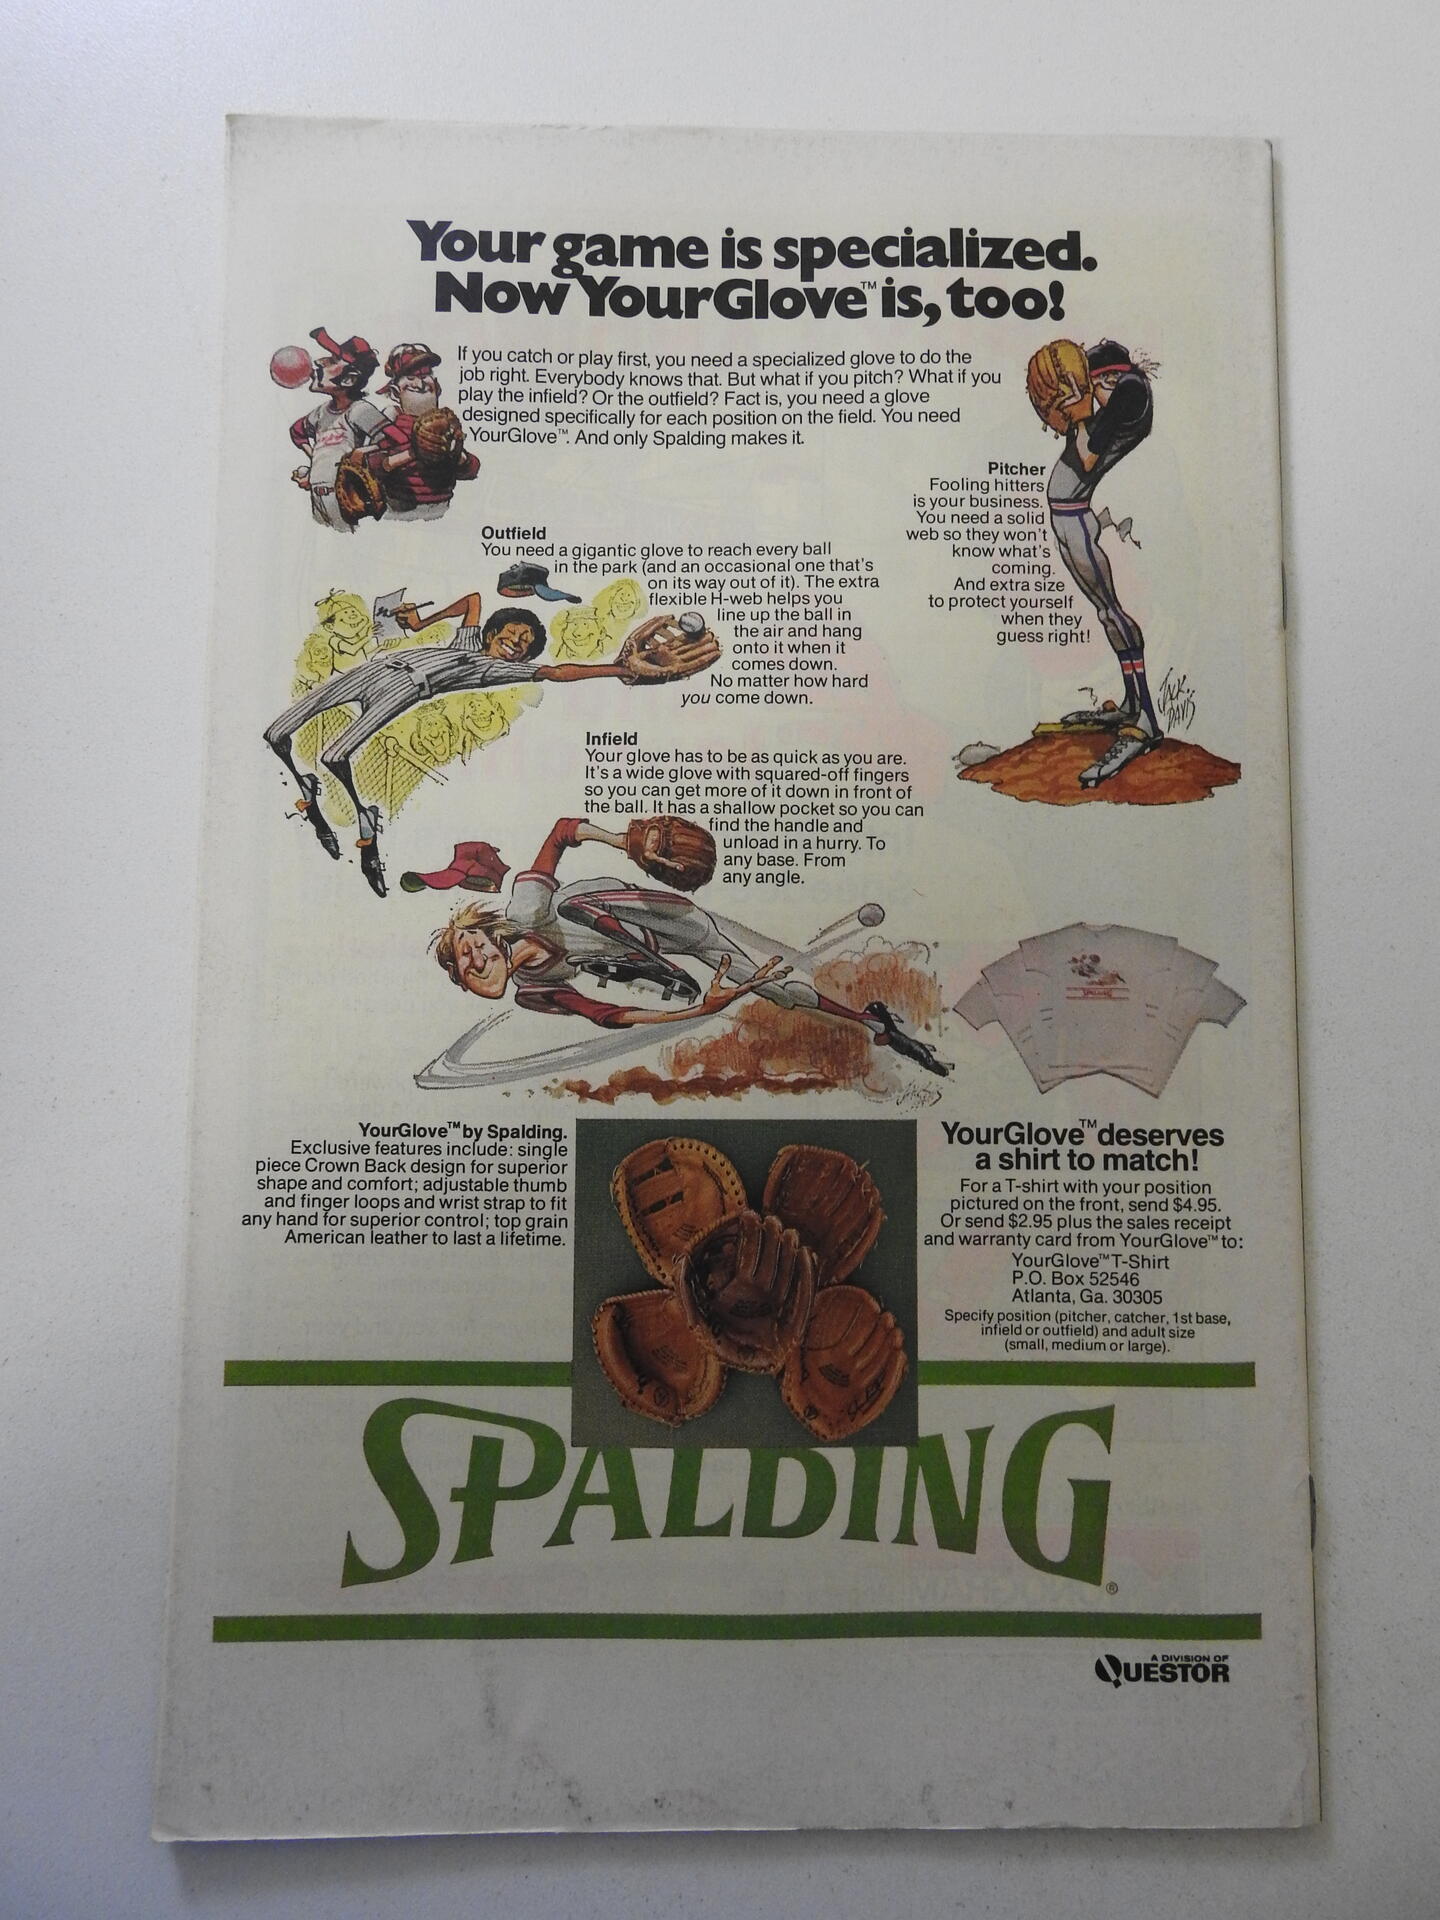 Your game is specialized.
Now YourGlove™ is, too!
If you catch or play first, you need a specialized glove to do the
job right. Everybody knows that. But what if you pitch? What if you
play the infield? Or the outfield? Fact is, you need a glove
designed specifically for each position on the field. You need
YourGlove™. And only Spalding makes it.
Pitcher
Fooling hitters
is your business.
You need a solid
web so they won't
know what's
coming.
And extra size
to protect yourself
when they
guess right!
JACK DAVIS
Outfield
You need a gigantic glove to reach every ball
in the park (and an occasional one that's
on its way out of it). The extra
flexible H-web helps you
line up the ball in
the air and hang
onto it when it
comes down.
No matter how hard
you come down.
Infield
Your glove has to be as quick as you are.
It's a wide glove with squared-off fingers
so you can get more of it down in front of
the ball. It has a shallow pocket so you can
find the handle and
unload in a hurry. To
any base. From
any angle.
SPALDING
YourGlove™ by Spalding.
Exclusive features include: single
piece Crown Back design for superior
shape and comfort; adjustable thumb
and finger loops and wrist strap to fit
any hand for superior control; top grain
American leather to last a lifetime.
YourGlove™ deserves
a shirt to match!
For a T-shirt with your position
pictured on the front, send $4.95.
Or send $2.95 plus the sales receipt
and warranty card from YourGlove™ to:
YourGlove™ T-Shirt
P.O. Box 52546
Atlanta, Ga. 30305
Specify position (pitcher, catcher, 1st base,
infield or outfield) and adult size
(small, medium or large).
SPALDING®
A DIVISION OF
QUESTOR